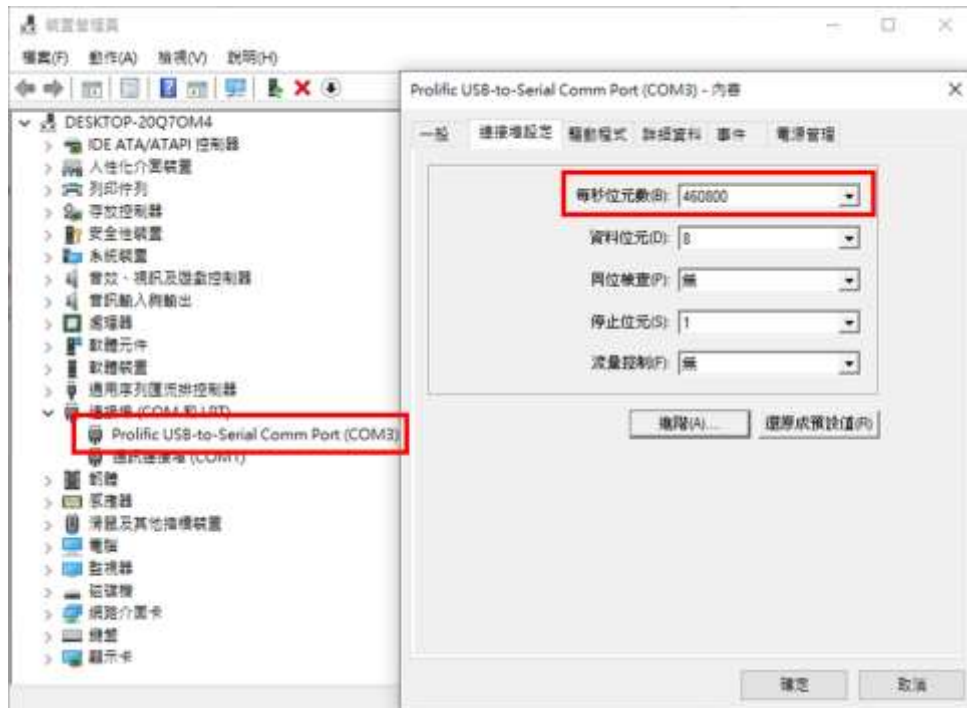 裝置管理員
檔案(F) 動作(A) 檢視(V) 說明(H)
DESKTOP-20Q7OM4
IDE ATA/ATAPI 控制器
人性化介面裝置
列印佇列
存放控制器
安全性裝置
系統裝置
音效、視訊及遊戲控制器
音訊輸入與輸出
處理器
軟體元件
軟體裝置
通用序列匯流排控制器
連接埠 (COM 和 LPT)
Prolific USB-to-Serial Comm Port (COM3)
通訊連接埠 (COM1)
韌體
感應器
滑鼠及其他指標裝置
電腦
監視器
磁碟機
網路介面卡
鍵盤
顯示卡
Prolific USB-to-Serial Comm Port (COM3) - 內容
一般 連接埠設定 驅動程式 詳細資料 事件 電源管理
每秒位元數(B): 460800
資料位元(D): 8
同位檢查(P): 無
停止位元(S): 1
流量控制(F): 無
進階(A)... 還原成預設值(R)
確定 取消